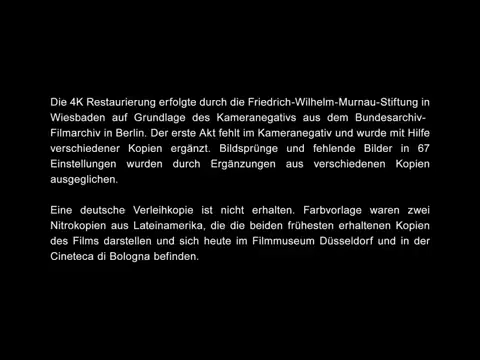 Die 4K Restaurierung erfolgte durch die Friedrich-Wilhelm-Murnau-Stiftung in
Wiesbaden auf Grundlage des Kameranegativs aus dem Bundesarchiv-
Filmarchiv in Berlin. Der erste Akt fehlt im Kameranegativ und wurde mit Hilfe
verschiedener Kopien ergänzt. Bildsprünge und fehlende Bilder in 67
Einstellungen wurden durch Ergänzungen aus verschiedenen Kopien
ausgeglichen.
Eine deutsche Verleihkopie ist nicht erhalten. Farbvorlage waren zwei
Nitrokopien aus Lateinamerika, die die beiden frühesten erhaltenen Kopien
des Films darstellen und sich heute im Filmmuseum Düsseldorf und in der
Cineteca di Bologna befinden.